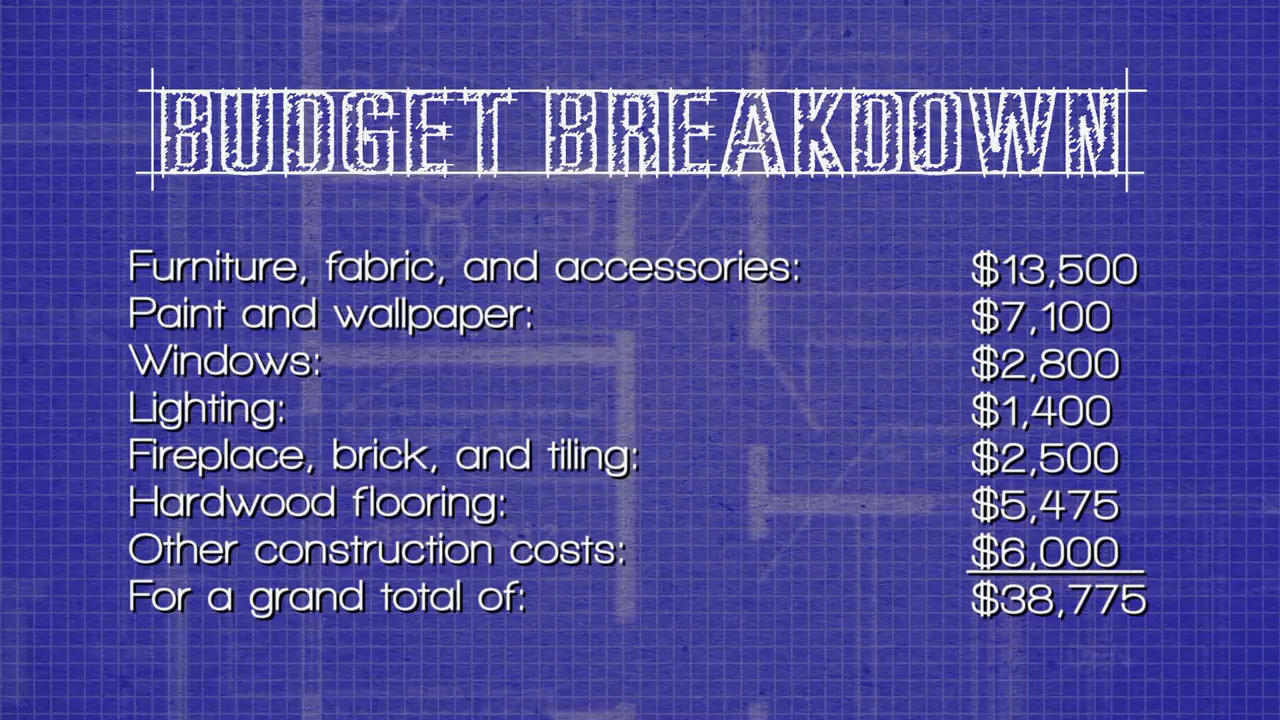 BUDGET BREAKDOWN
Furniture, fabric, and accessories: $13,500
Paint and wallpaper: $7,100
Windows: $2,800
Lighting: $1,400
Fireplace, brick, and tiling: $2,500
Hardwood flooring: $5,475
Other construction costs: $6,000
For a grand total of: $38,775